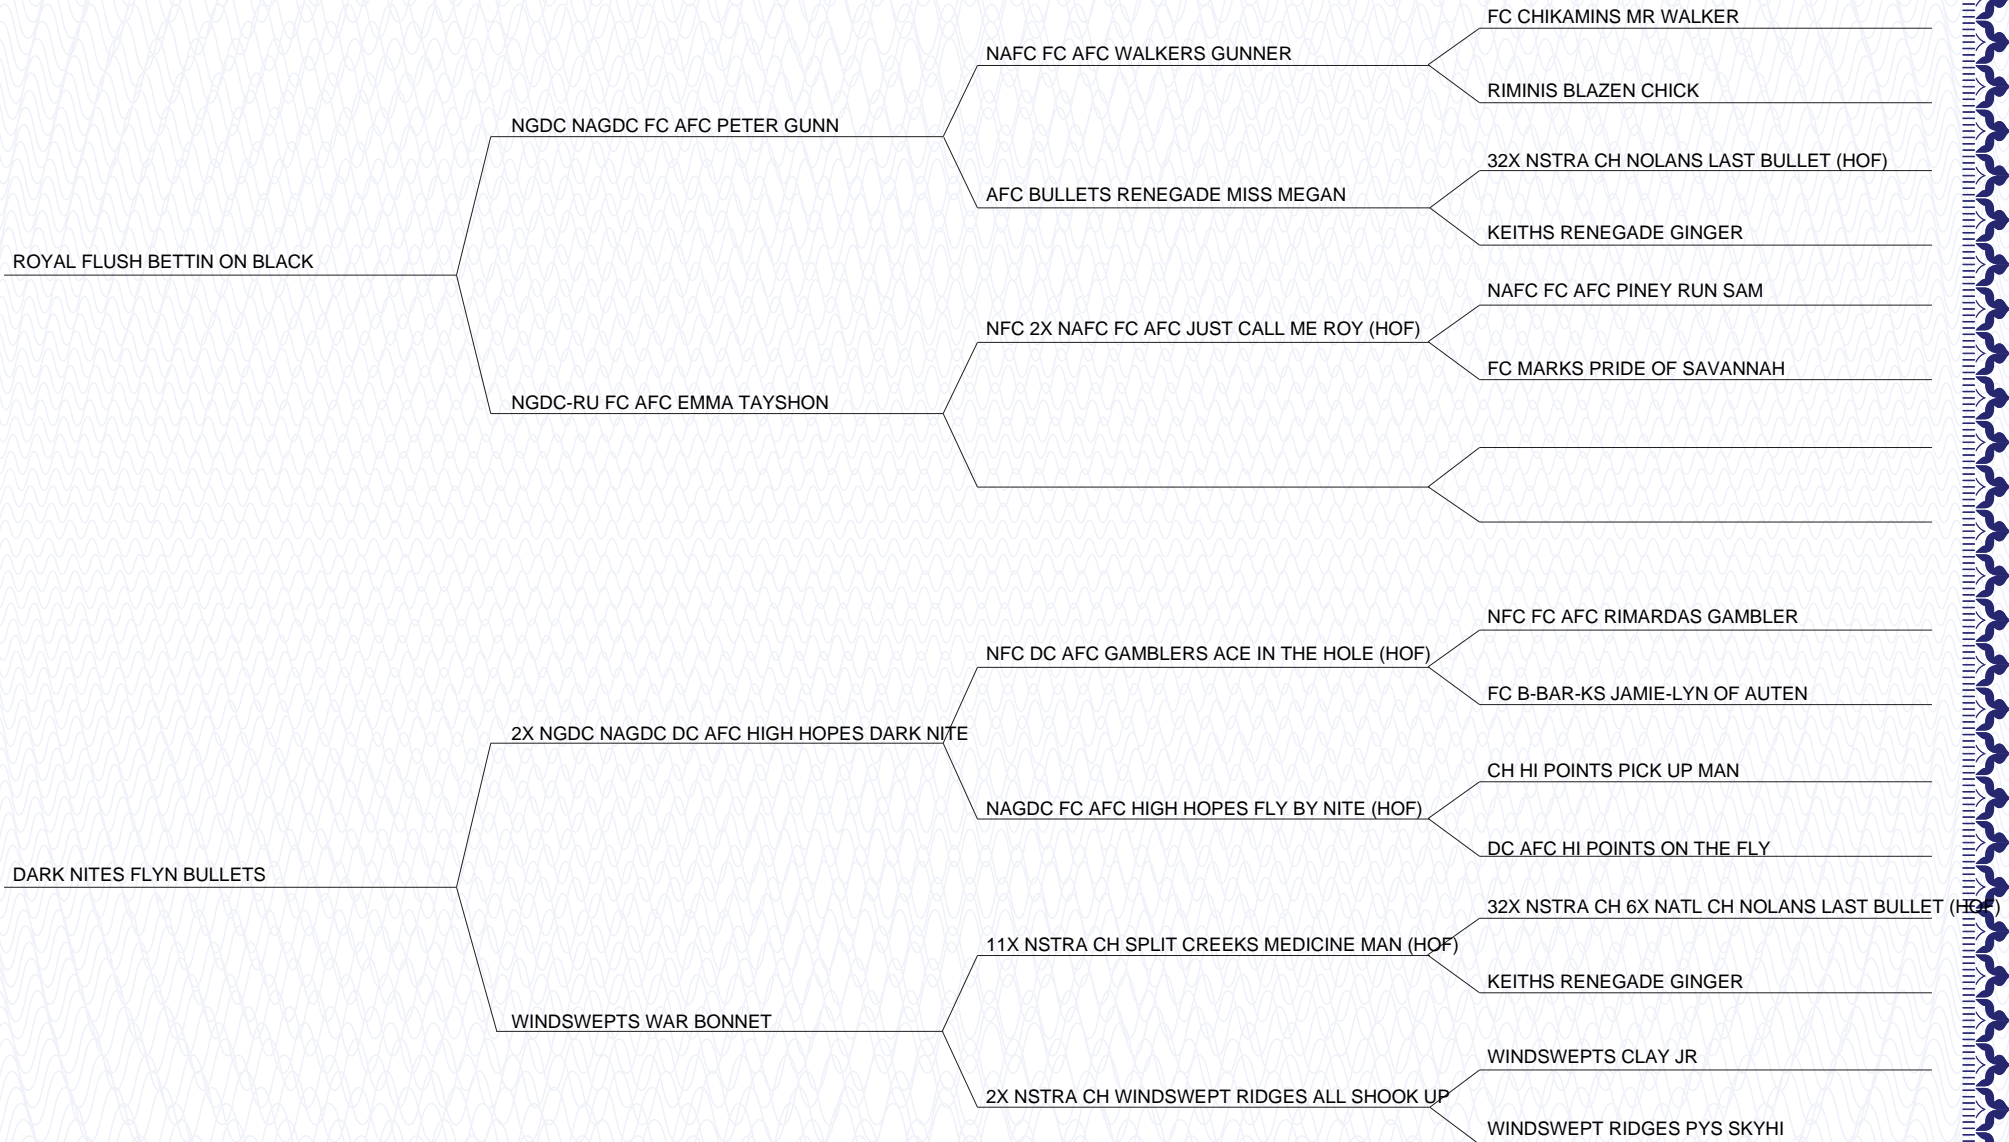 FC CHIKAMINS MR WALKER
NAFC FC AFC WALKERS GUNNER
RIMINIS BLAZEN CHICK
NGDC NAGDC FC AFC PETER GUNN
32X NSTRA CH NOLANS LAST BULLET (HOF)
AFC BULLETS RENEGADE MISS MEGAN
KEITHS RENEGADE GINGER
ROYAL FLUSH BETTIN ON BLACK
NAFC FC AFC PINEY RUN SAM
NFC 2X NAFC FC AFC JUST CALL ME ROY (HOF)
FC MARKS PRIDE OF SAVANNAH
NGDC-RU FC AFC EMMA TAYSHON
NFC FC AFC RIMARDAS GAMBLER
NFC DC AFC GAMBLERS ACE IN THE HOLE (HOF)
FC B-BAR-KS JAMIE-LYN OF AUTEN
2X NGDC NAGDC DC AFC HIGH HOPES DARK NITE
CH HI POINTS PICK UP MAN
NAGDC FC AFC HIGH HOPES FLY BY NITE (HOF)
DC AFC HI POINTS ON THE FLY
DARK NITES FLYN BULLETS
32X NSTRA CH 6X NATL CH NOLANS LAST BULLET (HOF)
11X NSTRA CH SPLIT CREEKS MEDICINE MAN (HOF)
KEITHS RENEGADE GINGER
WINDSWEPTS WAR BONNET
WINDSWEPTS CLAY JR
2X NSTRA CH WINDSWEPT RIDGES ALL SHOOK UP
WINDSWEPT RIDGES PYS SKYHI